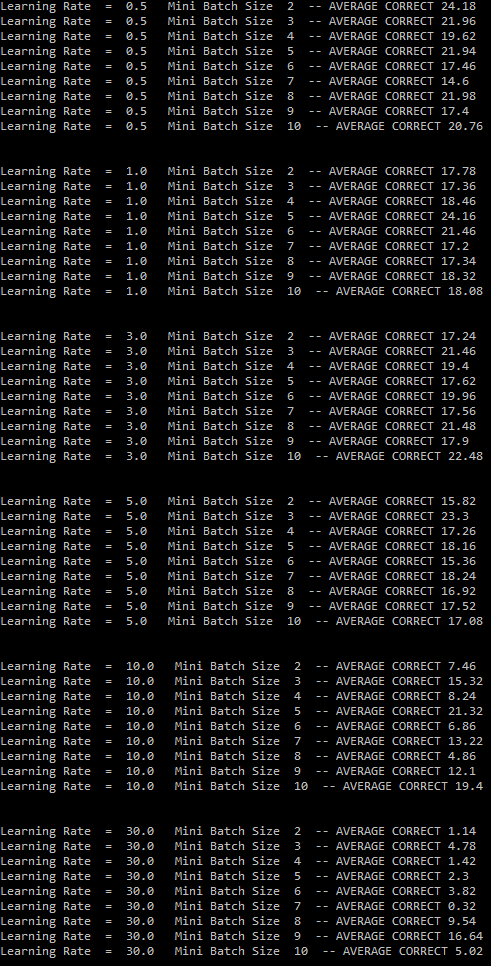 Learning Rate  =  0.5   Mini Batch Size  2  -- AVERAGE CORRECT 24.18
Learning Rate  =  0.5   Mini Batch Size  3  -- AVERAGE CORRECT 21.96
Learning Rate  =  0.5   Mini Batch Size  4  -- AVERAGE CORRECT 19.62
Learning Rate  =  0.5   Mini Batch Size  5  -- AVERAGE CORRECT 21.94
Learning Rate  =  0.5   Mini Batch Size  6  -- AVERAGE CORRECT 17.46
Learning Rate  =  0.5   Mini Batch Size  7  -- AVERAGE CORRECT 14.6
Learning Rate  =  0.5   Mini Batch Size  8  -- AVERAGE CORRECT 21.98
Learning Rate  =  0.5   Mini Batch Size  9  -- AVERAGE CORRECT 17.4
Learning Rate  =  0.5   Mini Batch Size  10  -- AVERAGE CORRECT 20.76
Learning Rate  =  1.0   Mini Batch Size  2  -- AVERAGE CORRECT 17.78
Learning Rate  =  1.0   Mini Batch Size  3  -- AVERAGE CORRECT 17.36
Learning Rate  =  1.0   Mini Batch Size  4  -- AVERAGE CORRECT 18.46
Learning Rate  =  1.0   Mini Batch Size  5  -- AVERAGE CORRECT 24.16
Learning Rate  =  1.0   Mini Batch Size  6  -- AVERAGE CORRECT 21.46
Learning Rate  =  1.0   Mini Batch Size  7  -- AVERAGE CORRECT 17.2
Learning Rate  =  1.0   Mini Batch Size  8  -- AVERAGE CORRECT 17.34
Learning Rate  =  1.0   Mini Batch Size  9  -- AVERAGE CORRECT 18.32
Learning Rate  =  1.0   Mini Batch Size  10  -- AVERAGE CORRECT 18.08
Learning Rate  =  3.0   Mini Batch Size  2  -- AVERAGE CORRECT 17.24
Learning Rate  =  3.0   Mini Batch Size  3  -- AVERAGE CORRECT 21.46
Learning Rate  =  3.0   Mini Batch Size  4  -- AVERAGE CORRECT 19.4
Learning Rate  =  3.0   Mini Batch Size  5  -- AVERAGE CORRECT 17.62
Learning Rate  =  3.0   Mini Batch Size  6  -- AVERAGE CORRECT 19.96
Learning Rate  =  3.0   Mini Batch Size  7  -- AVERAGE CORRECT 17.56
Learning Rate  =  3.0   Mini Batch Size  8  -- AVERAGE CORRECT 21.48
Learning Rate  =  3.0   Mini Batch Size  9  -- AVERAGE CORRECT 17.9
Learning Rate  =  3.0   Mini Batch Size  10  -- AVERAGE CORRECT 22.48
Learning Rate  =  5.0   Mini Batch Size  2  -- AVERAGE CORRECT 15.82
Learning Rate  =  5.0   Mini Batch Size  3  -- AVERAGE CORRECT 23.3
Learning Rate  =  5.0   Mini Batch Size  4  -- AVERAGE CORRECT 17.26
Learning Rate  =  5.0   Mini Batch Size  5  -- AVERAGE CORRECT 18.16
Learning Rate  =  5.0   Mini Batch Size  6  -- AVERAGE CORRECT 15.36
Learning Rate  =  5.0   Mini Batch Size  7  -- AVERAGE CORRECT 18.24
Learning Rate  =  5.0   Mini Batch Size  8  -- AVERAGE CORRECT 16.92
Learning Rate  =  5.0   Mini Batch Size  9  -- AVERAGE CORRECT 17.52
Learning Rate  =  5.0   Mini Batch Size  10  -- AVERAGE CORRECT 17.08
Learning Rate  =  10.0   Mini Batch Size  2  -- AVERAGE CORRECT 7.46
Learning Rate  =  10.0   Mini Batch Size  3  -- AVERAGE CORRECT 15.32
Learning Rate  =  10.0   Mini Batch Size  4  -- AVERAGE CORRECT 8.24
Learning Rate  =  10.0   Mini Batch Size  5  -- AVERAGE CORRECT 21.32
Learning Rate  =  10.0   Mini Batch Size  6  -- AVERAGE CORRECT 6.86
Learning Rate  =  10.0   Mini Batch Size  7  -- AVERAGE CORRECT 13.22
Learning Rate  =  10.0   Mini Batch Size  8  -- AVERAGE CORRECT 4.86
Learning Rate  =  10.0   Mini Batch Size  9  -- AVERAGE CORRECT 12.1
Learning Rate  =  10.0   Mini Batch Size  10  -- AVERAGE CORRECT 19.4
Learning Rate  =  30.0   Mini Batch Size  2  -- AVERAGE CORRECT 1.14
Learning Rate  =  30.0   Mini Batch Size  3  -- AVERAGE CORRECT 4.78
Learning Rate  =  30.0   Mini Batch Size  4  -- AVERAGE CORRECT 1.42
Learning Rate  =  30.0   Mini Batch Size  5  -- AVERAGE CORRECT 2.3
Learning Rate  =  30.0   Mini Batch Size  6  -- AVERAGE CORRECT 3.82
Learning Rate  =  30.0   Mini Batch Size  7  -- AVERAGE CORRECT 0.32
Learning Rate  =  30.0   Mini Batch Size  8  -- AVERAGE CORRECT 9.54
Learning Rate  =  30.0   Mini Batch Size  9  -- AVERAGE CORRECT 16.64
Learning Rate  =  30.0   Mini Batch Size  10  -- AVERAGE CORRECT 5.02